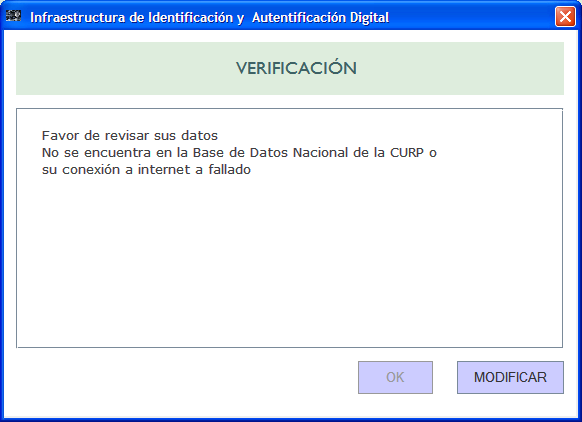 Infraestructura de Identificación y  Autentificación Digital
VERIFICACIÓN
Favor de revisar sus datos
No se encuentra en la Base de Datos Nacional de la CURP o
su conexión a internet a fallado
OK
MODIFICAR